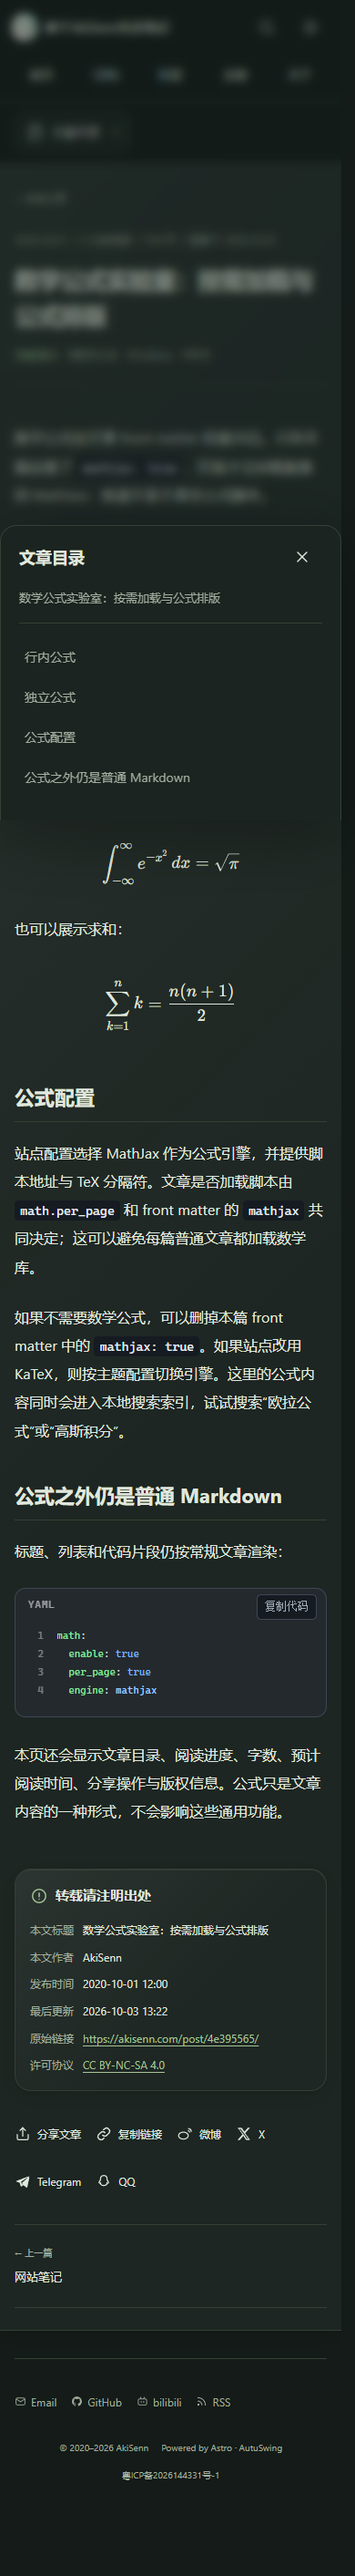 文章目录
数学公式实验室：按需加载与公式排版
行内公式
独立公式
公式配置
公式之外仍是普通 Markdown
∫_{-∞}^{∞} e^{-x²} dx = √π
也可以展示求和：
∑_{k=1}^{n} k = n(n+1)/2
公式配置
站点配置选择 MathJax 作为公式引擎，并提供脚
本地址与 TeX 分隔符。文章是否加载脚本由
math.per_page 和 front matter 的 mathjax 共
同决定；这可以避免每篇普通文章都加载数学
库。
如果不需要数学公式，可以删掉本篇 front
matter 中的 mathjax: true 。如果站点改用
KaTeX，则按主题配置切换引擎。这里的公式内
容同时会进入本地搜索索引，试试搜索“欧拉公
式”或“高斯积分”。
公式之外仍是普通 Markdown
标题、列表和代码片段仍按常规文章渲染：
YAML 复制代码
1 math:
2 enable: true
3 per_page: true
4 engine: mathjax
本页还会显示文章目录、阅读进度、字数、预计
阅读时间、分享操作与版权信息。公式只是文章
内容的一种形式，不会影响这些通用功能。
转载请注明出处
本文标题 数学公式实验室：按需加载与公式排版
本文作者 AkiSenn
发布时间 2020-10-01 12:00
最后更新 2026-10-03 13:22
原始链接 https://akisenn.com/post/4e395565/
许可协议 CC BY-NC-SA 4.0
分享文章 复制链接 微博 X
Telegram QQ
← 上一篇
网站笔记
Email GitHub bilibili RSS
© 2020–2026 AkiSenn Powered by Astro · AutuSwing
粤ICP备2026144331号-1